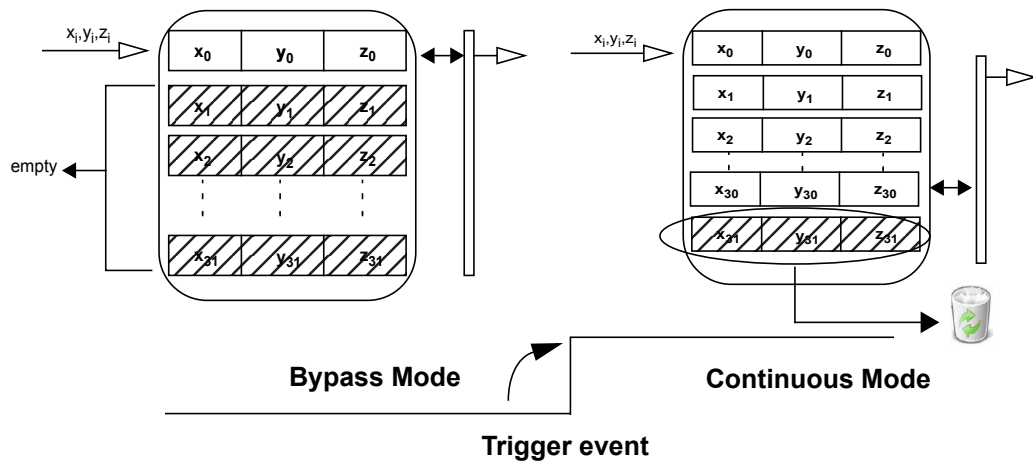 xᵢ,yᵢ,zᵢ
x₀ y₀ z₀
x₁ y₁ z₁
x₂ y₂ z₂
x₃₁ y₃₁ z₃₁
empty
xᵢ,yᵢ,zᵢ
x₀ y₀ z₀
x₁ y₁ z₁
x₂ y₂ z₂
x₃₀ y₃₀ z₃₀
x₃₁ y₃₁ z₃₁
Bypass Mode
Continuous Mode
Trigger event